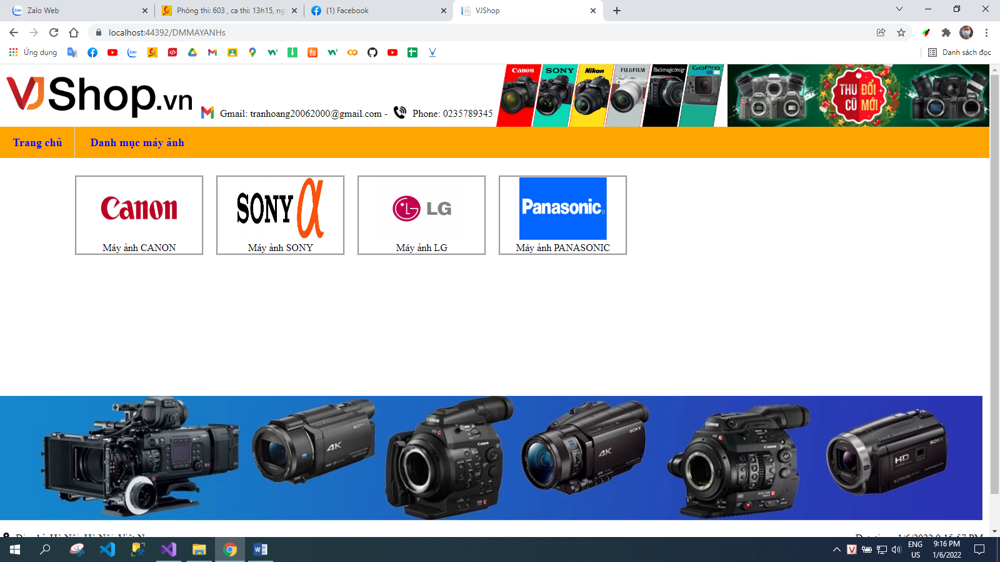 Zalo Web
Phòng thi: 603 , ca thi: 13h15, ng
(1) Facebook
VJShop
localhost:44392/DMMAYANHs
Ứng dụng
Danh sách đọc
VJShop.vn
Gmail: tranhoang20062000@gmail.com -
Phone: 0235789345
Canon
SONY
Nikon
FUJIFILM
Blackmagicdesign
GoPro
THU ĐỔI
CŨ MỚI
Trang chủ
Danh mục máy ảnh
Canon
SONY α
LG
Panasonic
Máy ảnh CANON
Máy ảnh SONY
Máy ảnh LG
Máy ảnh PANASONIC
SONY
4K
Canon
SONY
4K
Canon
SONY
HD
ENG
US
9:16 PM
1/6/2022